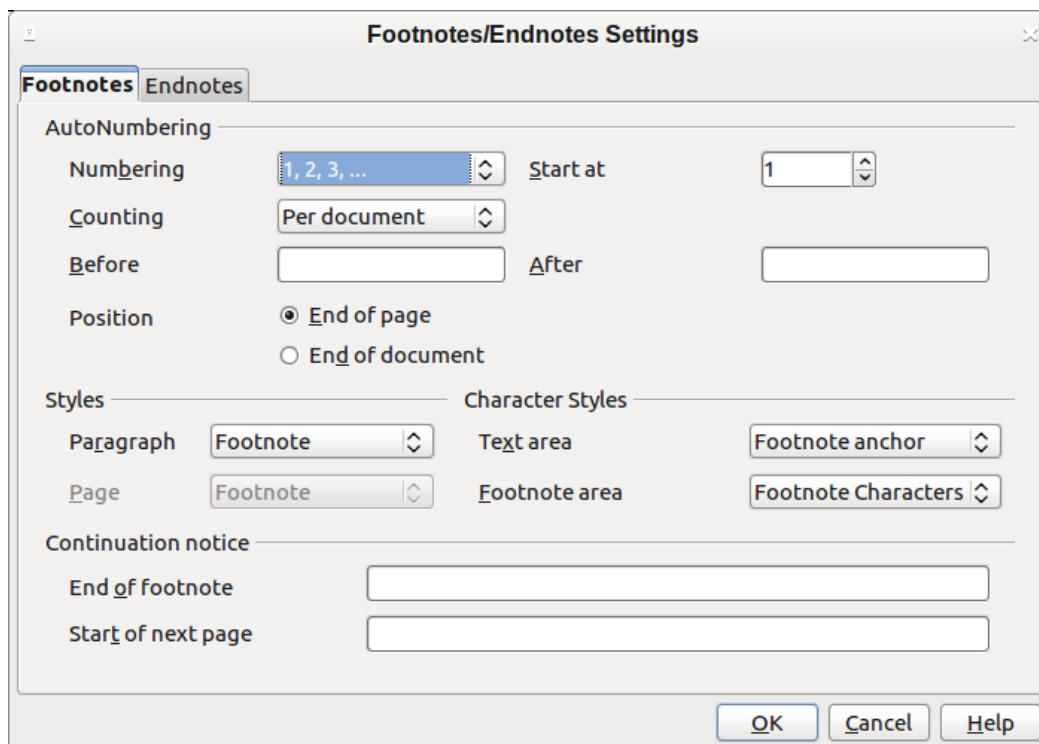 Footnotes/Endnotes Settings
Footnotes Endnotes
AutoNumbering
Numbering 1, 2, 3, ... Start at 1
Counting Per document
Before After
Position End of page
End of document
Styles Character Styles
Paragraph Footnote Text area Footnote anchor
Page Footnote Footnote area Footnote Characters
Continuation notice
End of footnote
Start of next page
OK Cancel Help